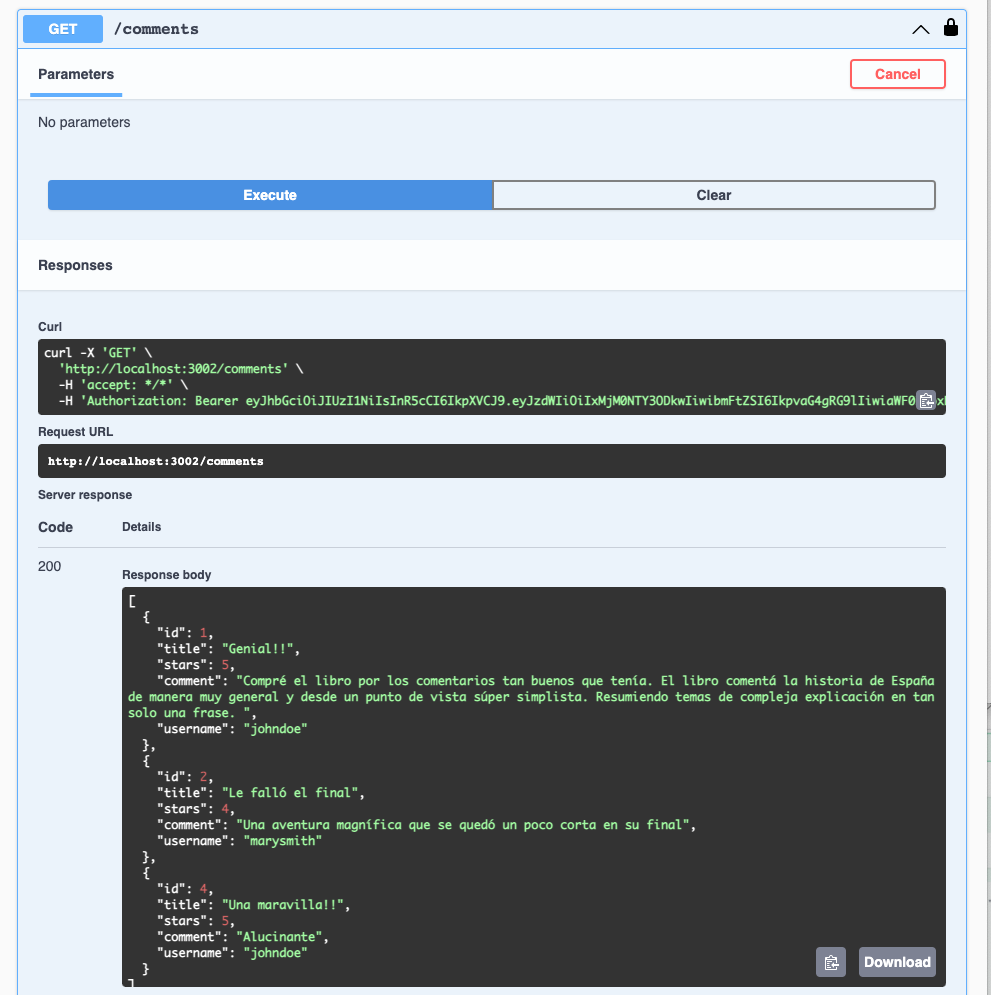 GET /comments
Parameters
Cancel
No parameters
Execute
Clear
Responses
Curl
curl -X 'GET' \
'http://localhost:3002/comments' \
-H 'accept: */*' \
-H 'Authorization: Bearer eyJhbGciOiJIUzI1NiIsInR5cCI6IkpXVCJ9.eyJzdWIiOiIxMjM0NTY3ODkwIiwibmFtZSI6IkpvaG4gRG9lIiwiaWF0
Request URL
http://localhost:3002/comments
Server response
Code Details
200
Response body
[
{
"id": 1,
"title": "Genial!!",
"stars": 5,
"comment": "Compré el libro por los comentarios tan buenos que tenía. El libro comentá la historia de España
de manera muy general y desde un punto de vista súper simplista. Resumiendo temas de compleja explicación en tan
solo una frase. ",
"username": "johndoe"
},
{
"id": 2,
"title": "Le falló el final",
"stars": 4,
"comment": "Una aventura magnífica que se quedó un poco corta en su final",
"username": "marysmith"
},
{
"id": 4,
"title": "Una maravilla!!",
"stars": 5,
"comment": "Alucinante",
"username": "johndoe"
}
]
Download